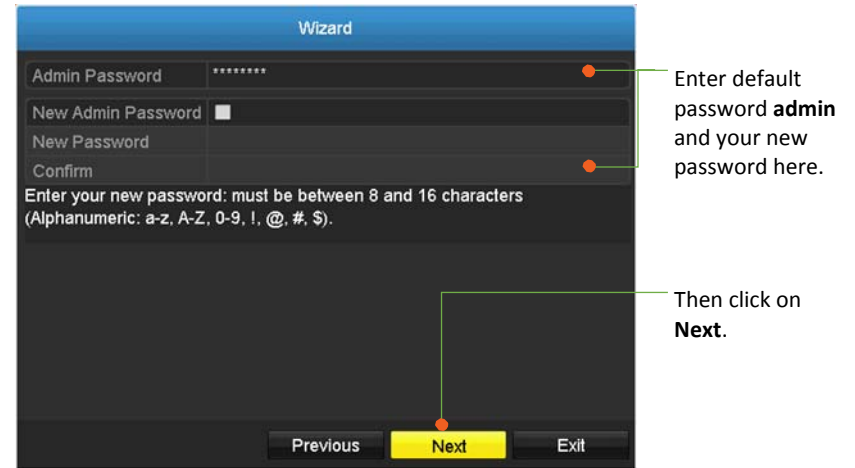 Wizard
Admin Password ********
New Admin Password
New Password
Confirm
Enter your new password: must be between 8 and 16 characters
(Alphanumeric: a-z, A-Z, 0-9, !, @, #, $).
Previous Next Exit
Enter default
password admin
and your new
password here.
Then click on
Next.